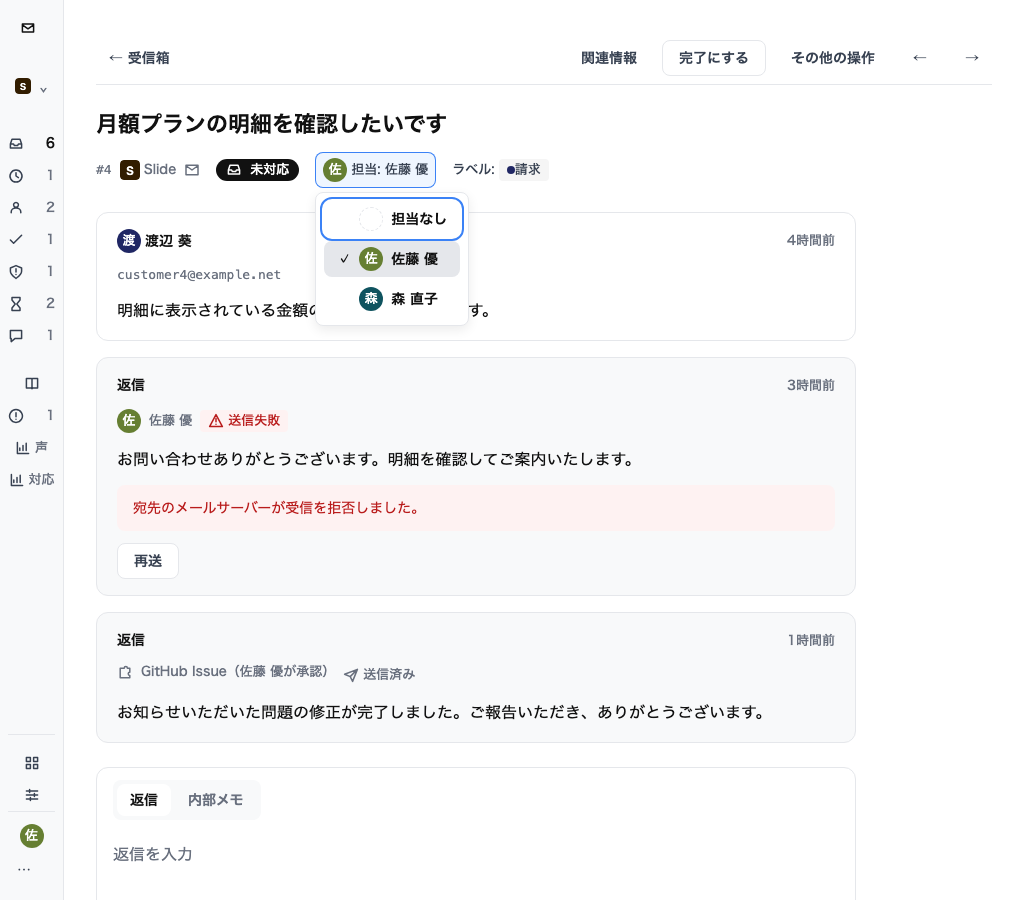 ← 受信箱
関連情報
完了にする
その他の操作
←
→
S
月額プランの明細を確認したいです
#4
S
Slide
未対応
佐 担当: 佐藤 優
ラベル:
請求
6
1
2
1
1
2
1
1
声
対応
佐
…
担当なし
✓ 佐 佐藤 優
森 森 直子
渡 渡辺 葵
4時間前
customer4@example.net
明細に表示されている金額の
す。
返信
3時間前
佐 佐藤 優
送信失敗
お問い合わせありがとうございます。明細を確認してご案内いたします。
宛先のメールサーバーが受信を拒否しました。
再送
返信
1時間前
GitHub Issue（佐藤 優が承認）
送信済み
お知らせいただいた問題の修正が完了しました。ご報告いただき、ありがとうございます。
返信
内部メモ
返信を入力